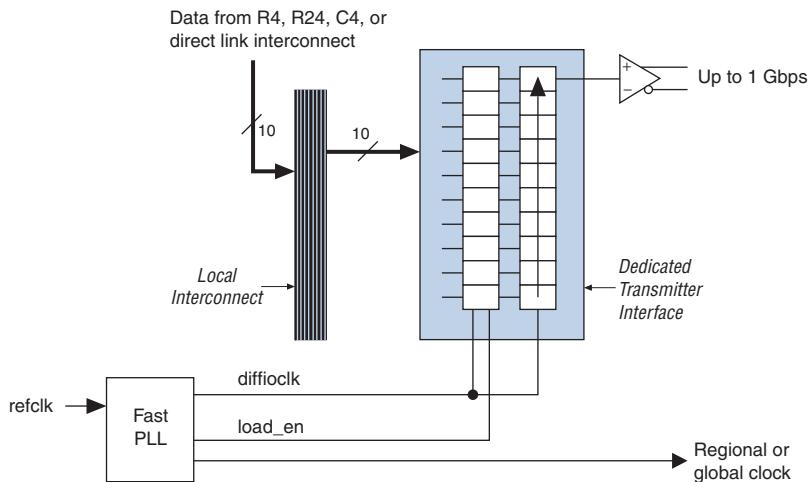 Data from R4, R24, C4, or
direct link interconnect
10
10
+
–
Up to 1 Gbps
Local
Interconnect
Dedicated
Transmitter
Interface
diffioclk
refclk
Fast
PLL
load_en
Regional or
global clock